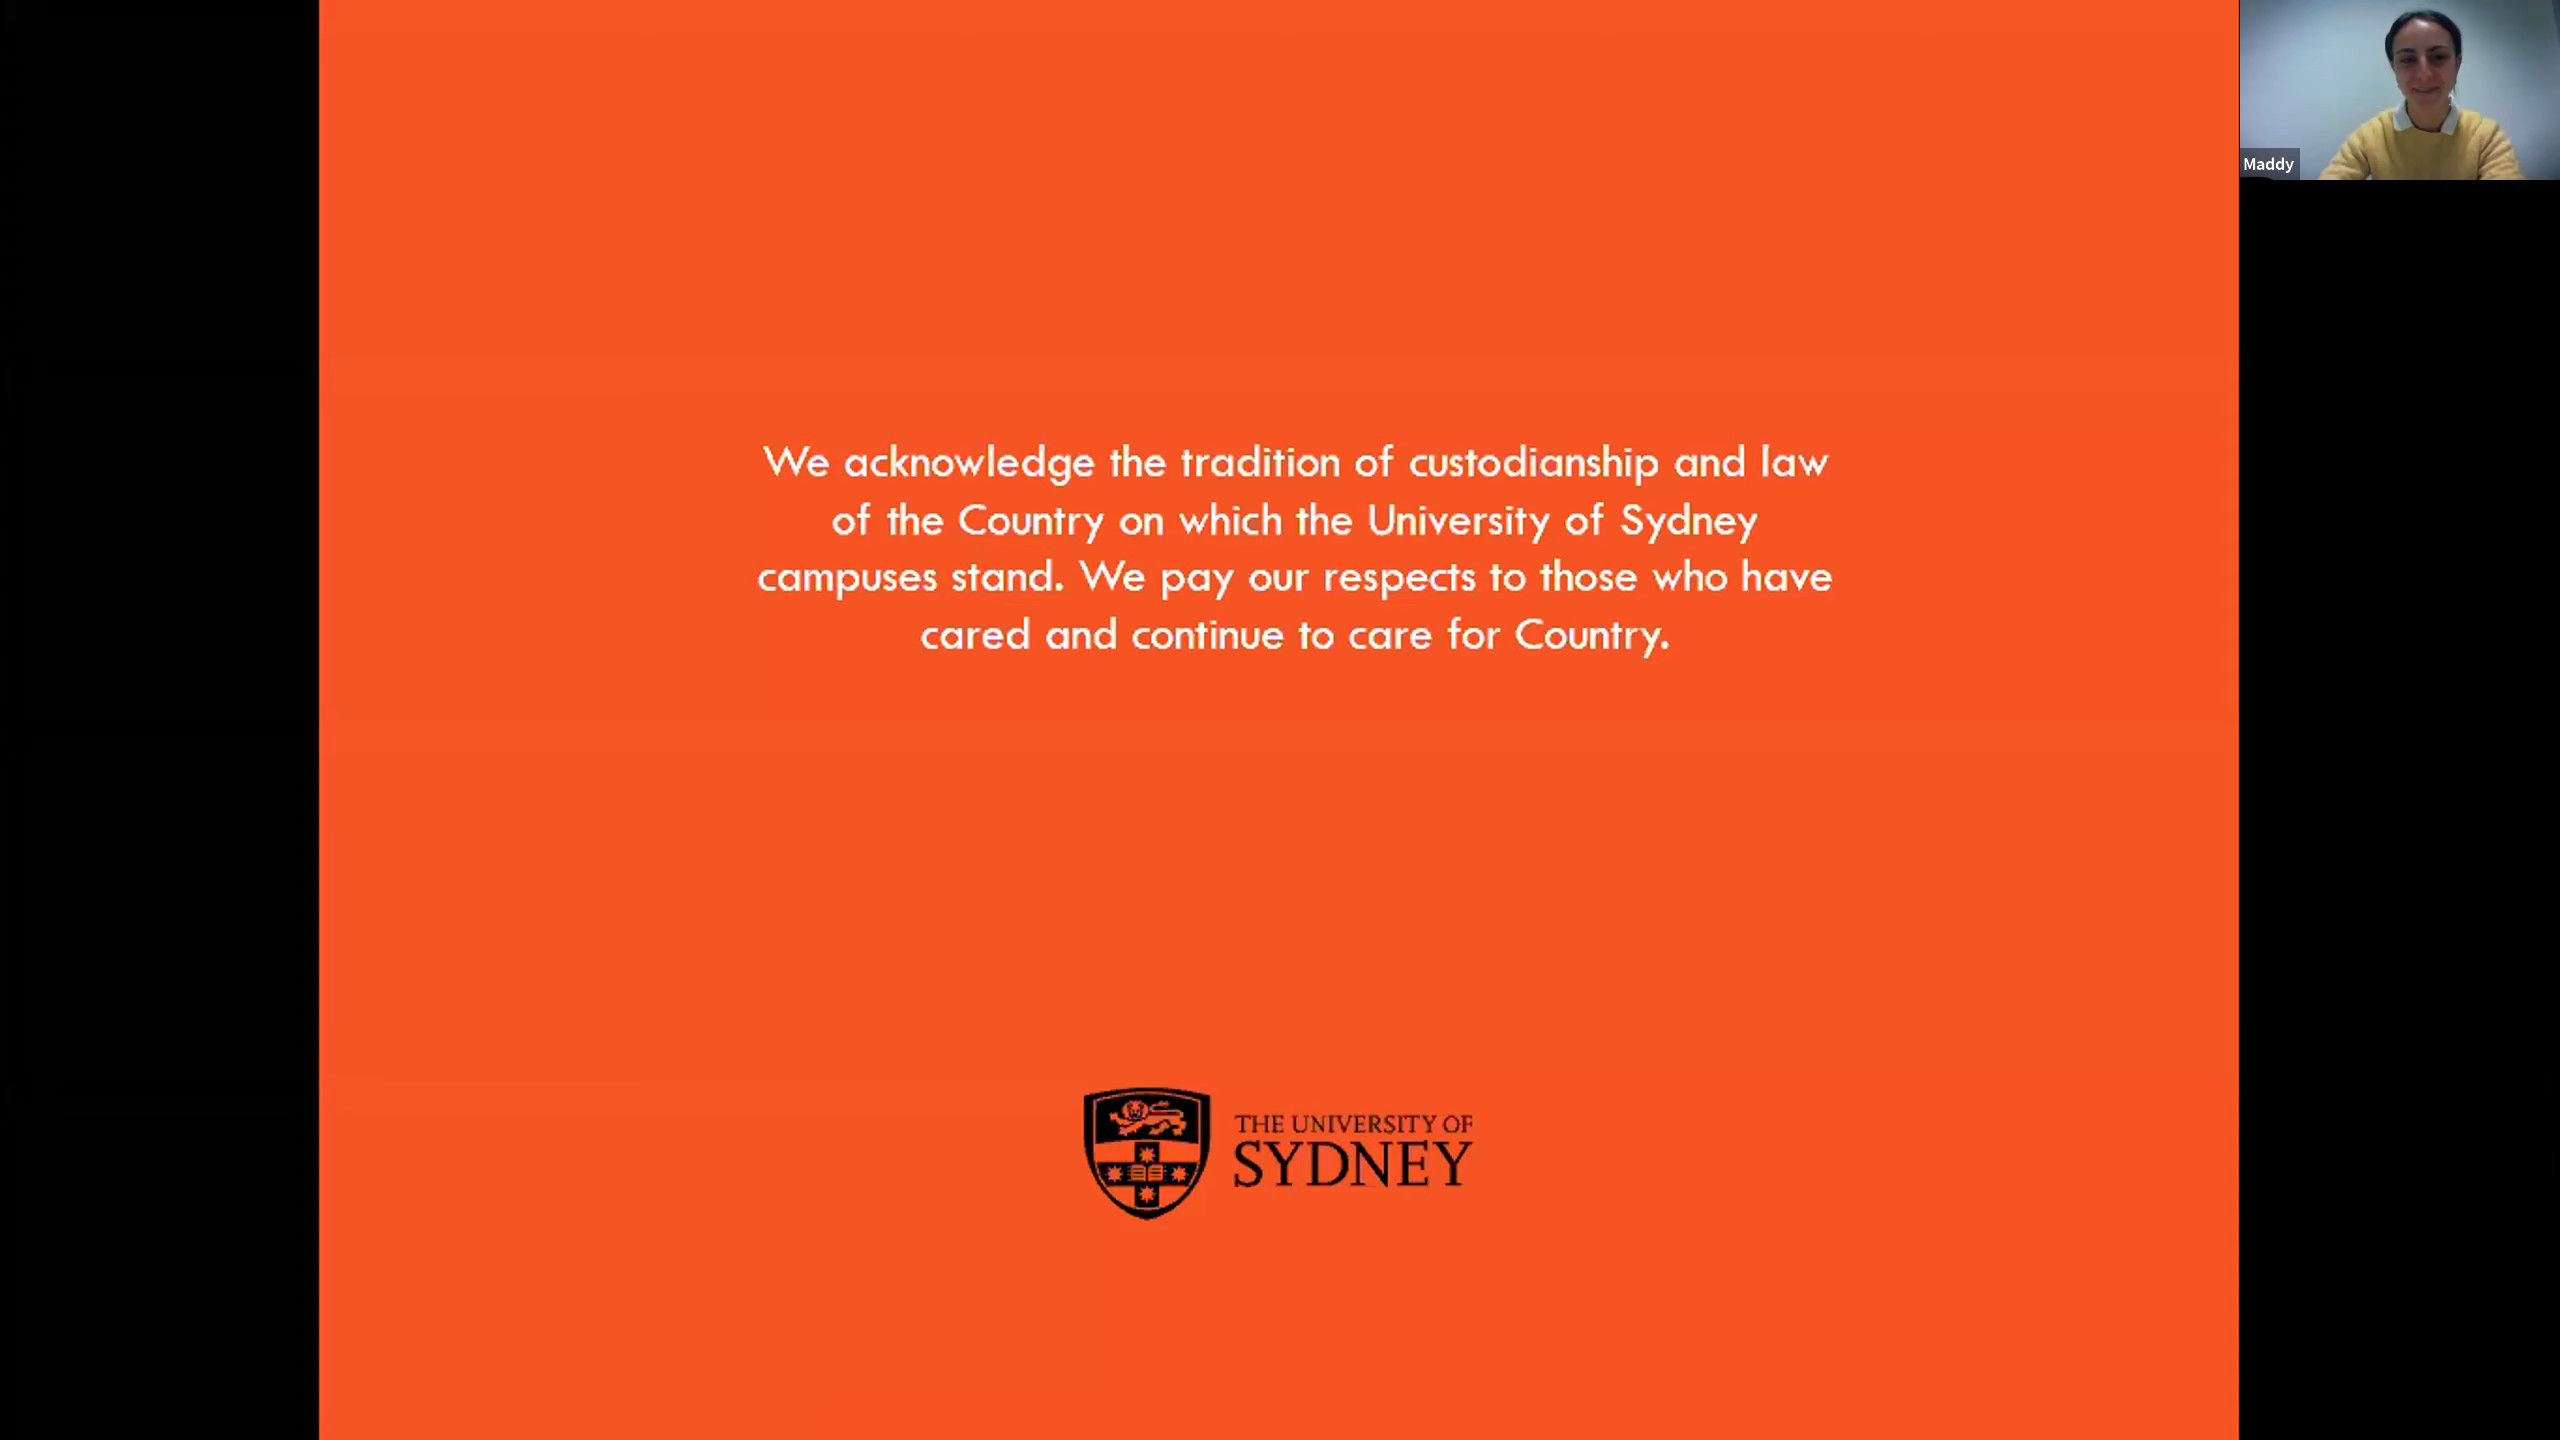 Maddy
We acknowledge the tradition of custodianship and law
of the Country on which the University of Sydney
campuses stand. We pay our respects to those who have
cared and continue to care for Country.
THE UNIVERSITY OF
SYDNEY